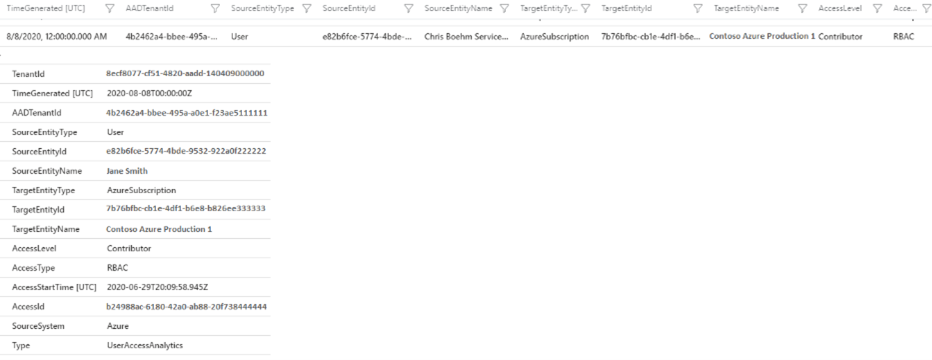 TimeGenerated [UTC] AADTenantId SourceEntityType SourceEntityId SourceEntityName TargetEntityTy... TargetEntityId TargetEntityName AccessLevel Acce...
8/8/2020, 12:00:00.000 AM 4b2462a4-bbee-495a-... User e82b6fce-5774-4bde-... Chris Boehm Service... AzureSubscription 7b76bfbc-cb1e-4df1-b6e... Contoso Azure Production 1 Contributor RBAC
TenantId 8ecf8077-cf51-4820-aadd-140409000000
TimeGenerated [UTC] 2020-08-08T00:00:00Z
AADTenantId 4b2462a4-bbee-495a-a0e1-f23ae5111111
SourceEntityType User
SourceEntityId e82b6fce-5774-4bde-9532-922a0f222222
SourceEntityName Jane Smith
TargetEntityType AzureSubscription
TargetEntityId 7b76bfbc-cb1e-4df1-b6e8-b826ee333333
TargetEntityName Contoso Azure Production 1
AccessLevel Contributor
AccessType RBAC
AccessStartTime [UTC] 2020-06-29T20:09:58.945Z
AccessId b24988ac-6180-42a0-ab88-20f738444444
SourceSystem Azure
Type UserAccessAnalytics